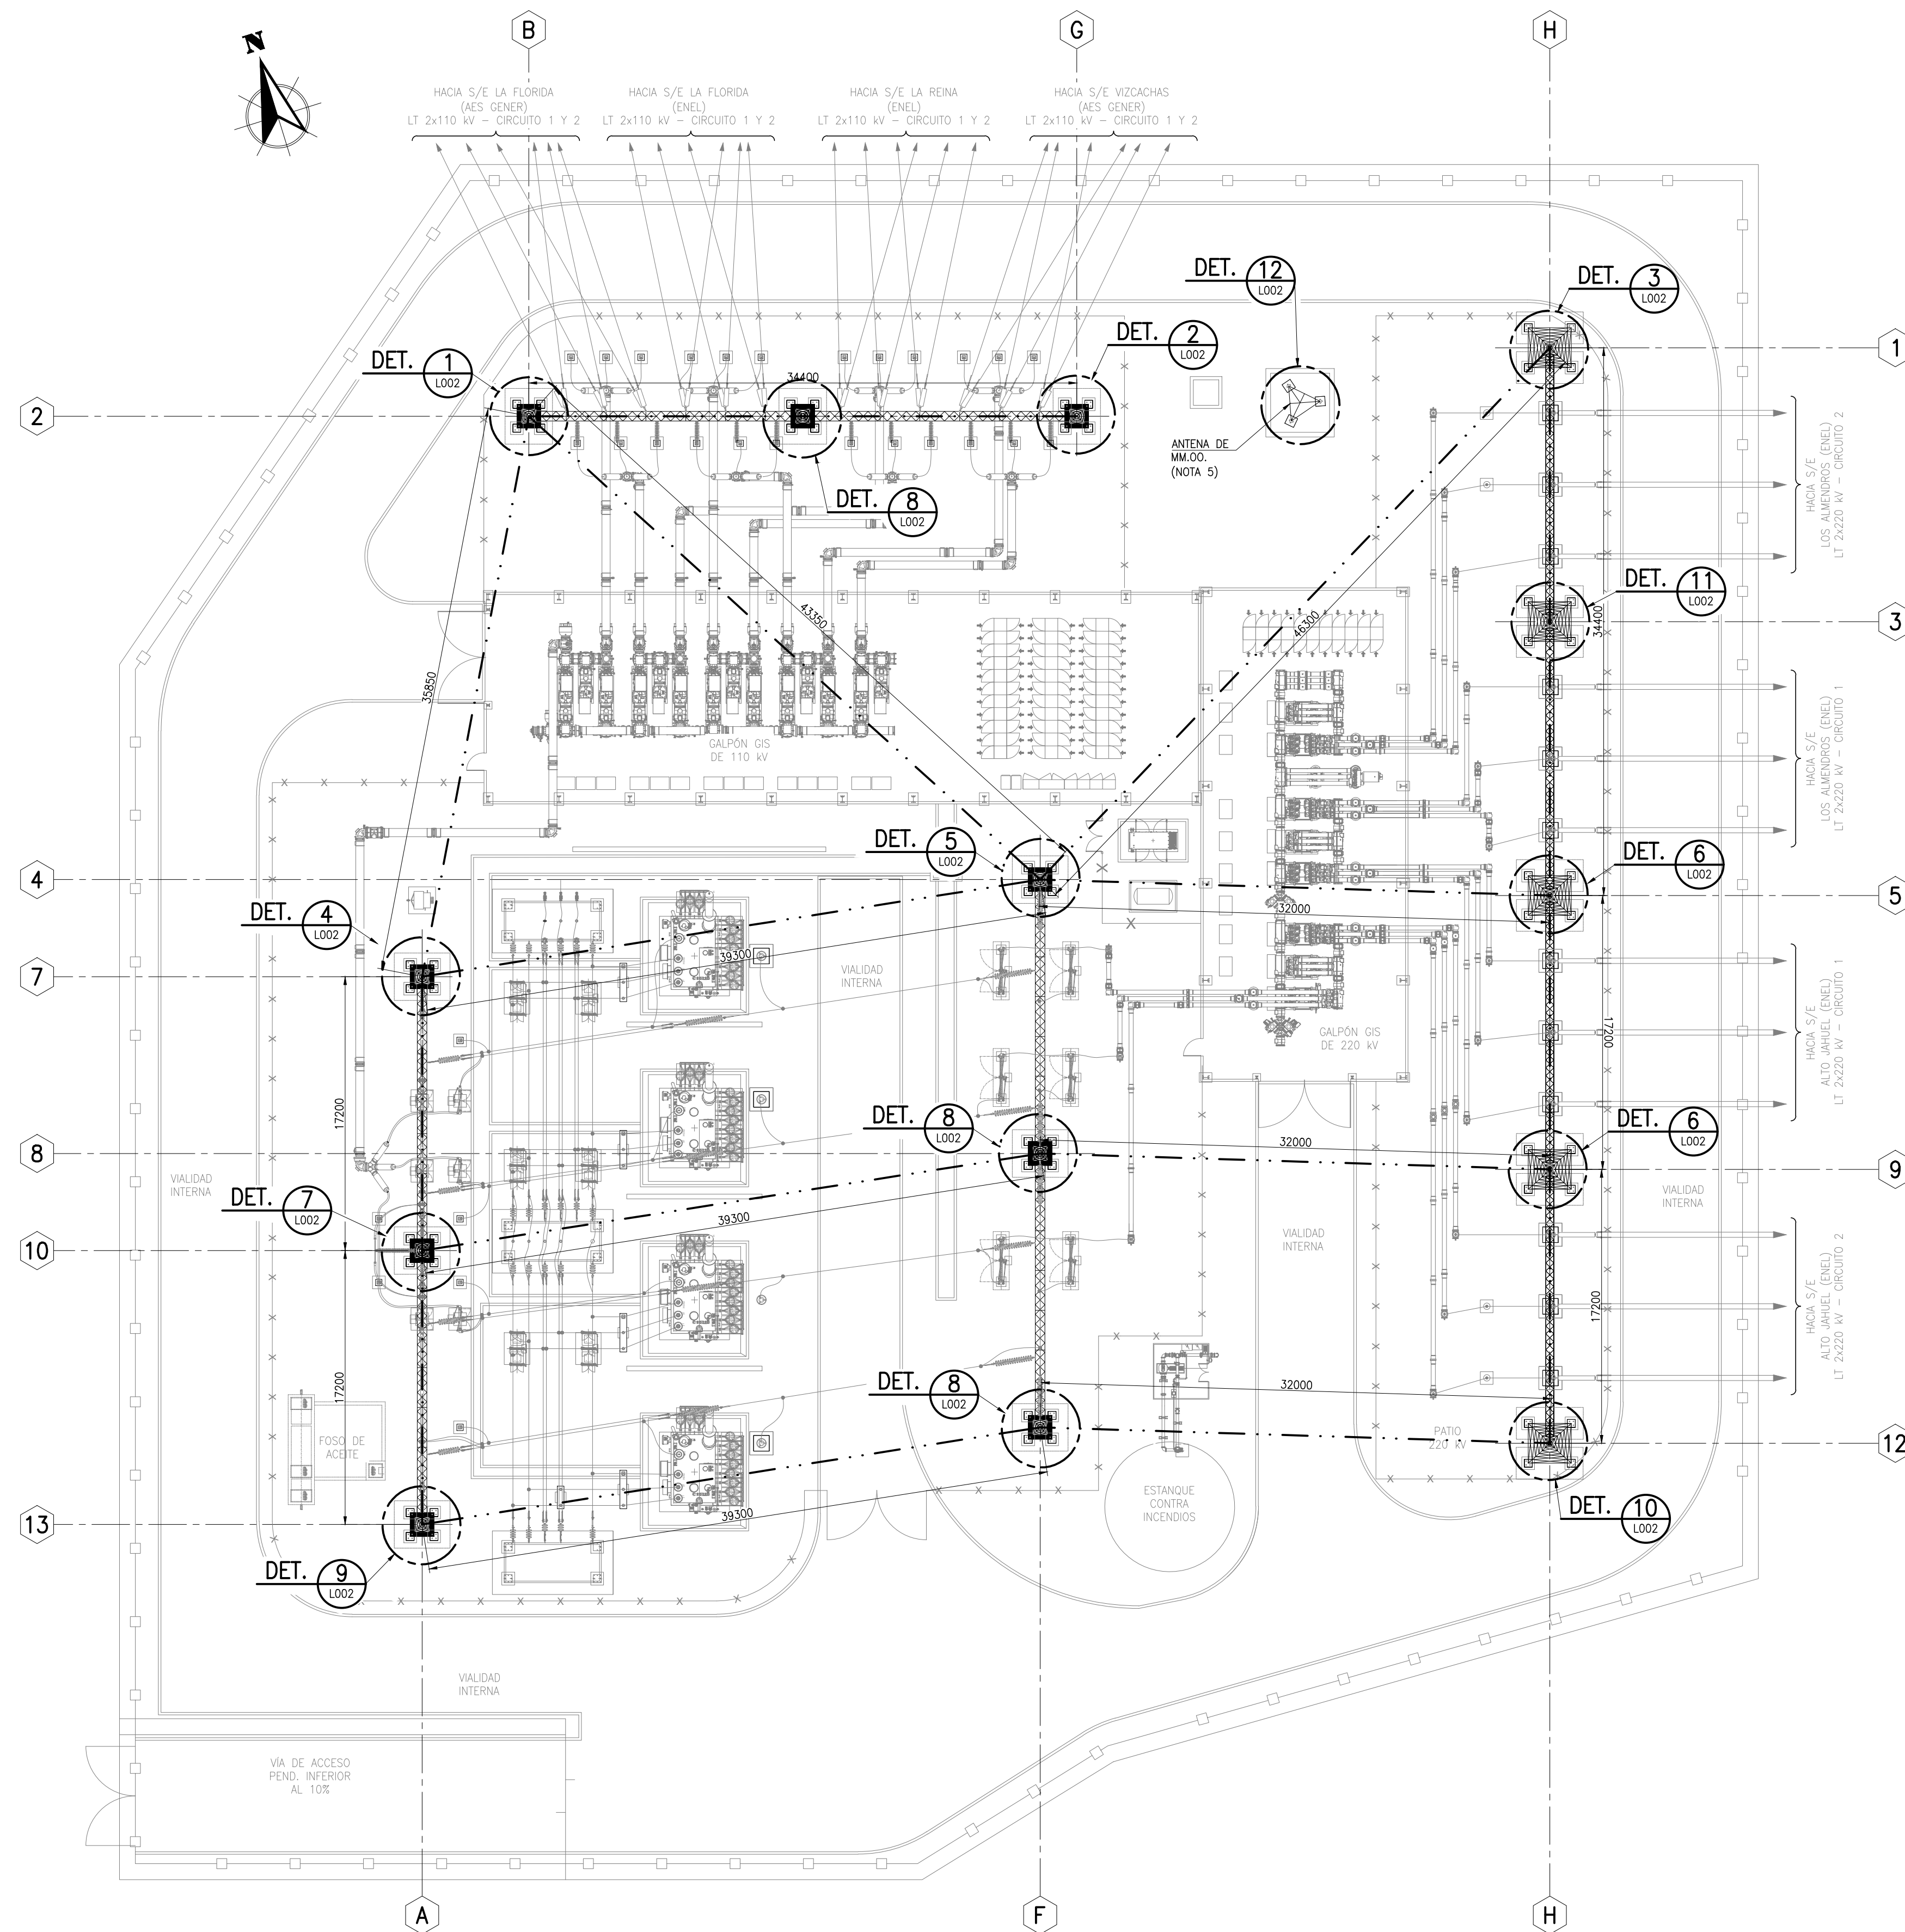 B
G
H
N
HACIA S/E LA FLORIDA
(AES GENER)
LT 2x110 kV – CIRCUITO 1 Y 2
HACIA S/E LA FLORIDA
(ENEL)
LT 2x110 kV – CIRCUITO 1 Y 2
HACIA S/E LA REINA
(ENEL)
LT 2x110 kV – CIRCUITO 1 Y 2
HACIA S/E VIZCACHAS
(AES GENER)
LT 2x110 kV – CIRCUITO 1 Y 2
DET. 12
L002
DET. 3
L002
DET. 1
L002
DET. 2
L002
1
34400
2
ANTENA DE
MM.OO.
(NOTA 5)
DET. 8
L002
HACIA S/E
LOS ALMENDROS (ENEL)
LT 2x220 kV – CIRCUITO 2
DET. 11
L002
3
34400
43350
46300
35850
GALPÓN GIS
DE 110 kV
HACIA S/E
LOS ALMENDROS (ENEL)
LT 2x220 kV – CIRCUITO 1
DET. 5
L002
DET. 6
L002
4
5
DET. 4
L002
32000
39300
7
VIALIDAD
INTERNA
GALPÓN GIS
DE 220 kV
17200
HACIA S/E
ALTO JAHUEL (ENEL)
LT 2x220 kV – CIRCUITO 1
17200
DET. 8
L002
DET. 6
L002
8
32000
9
VIALIDAD
INTERNA
VIALIDAD
INTERNA
DET. 7
L002
39300
VIALIDAD
INTERNA
10
17200
HACIA S/E
ALTO JAHUEL (ENEL)
LT 2x220 kV – CIRCUITO 2
17200
DET. 8
L002
32000
FOSO DE
ACEITE
PATIO
220 kV
12
ESTANQUE
CONTRA
INCENDIOS
39300
13
DET. 10
L002
DET. 9
L002
VIALIDAD
INTERNA
VÍA DE ACCESO
PEND. INFERIOR
AL 10%
A
F
H